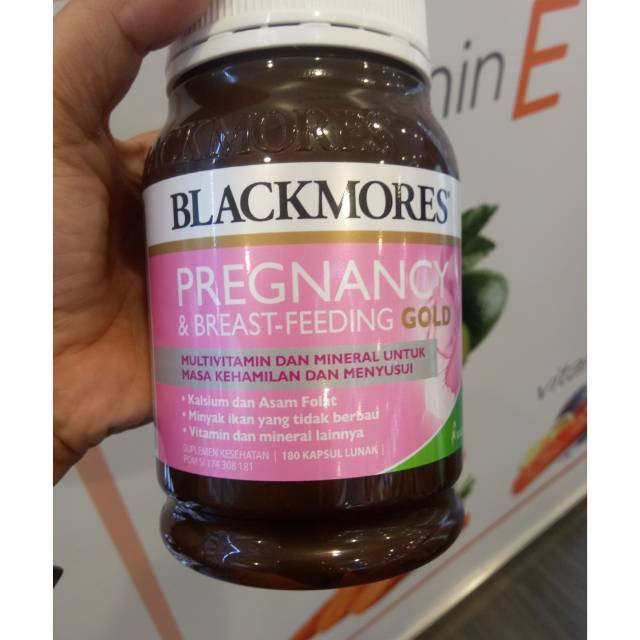 min E
BLACKMORES
BLACKMORES®
PREGNANCY
& BREAST-FEEDING GOLD
MULTIVITAMIN DAN MINERAL UNTUK
MASA KEHAMILAN DAN MENYUSUI
• Kalsium dan Asam Folat
• Minyak ikan yang tidak berbau
• Vitamin dan mineral lainnya
SUPLEMEN KESEHATAN | 180 KAPSUL LUNAK
POM SI 174 308 181